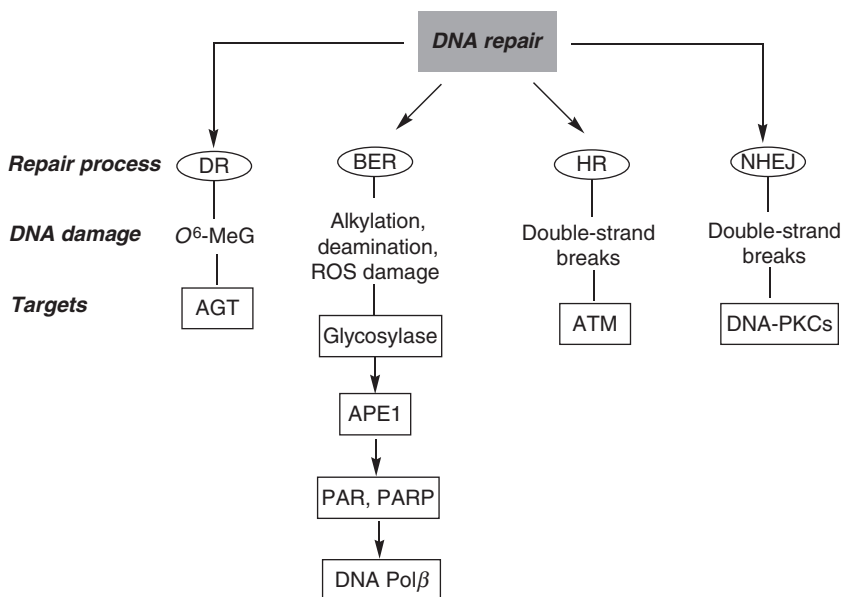 DNA repair
Repair process
DR
BER
HR
NHEJ
DNA damage
O⁶-MeG
Alkylation,
deamination,
ROS damage
Double-strand
breaks
Double-strand
breaks
Targets
AGT
Glycosylase
ATM
DNA-PKCs
APE1
PAR, PARP
DNA Polβ